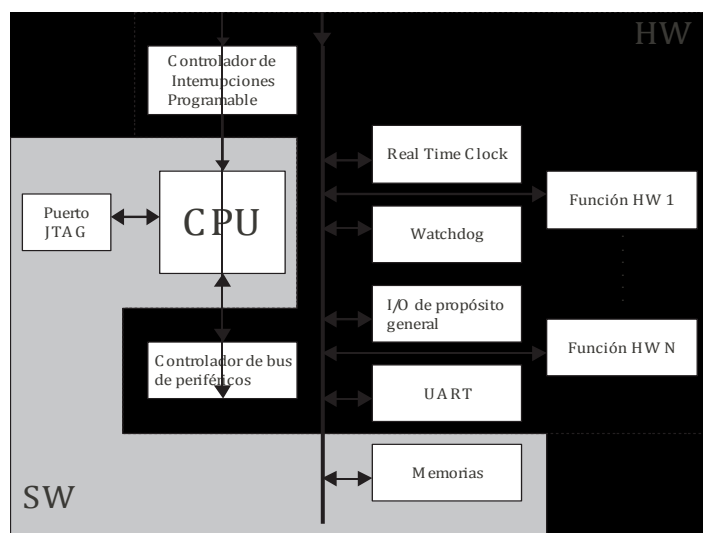 HW
Controlador de
Interrupciones
Programable
Real Time Clock
Puerto
JTAG
CPU
Función HW 1
Watchdog
I/O de propósito
general
Controlador de bus
de periféricos
Función HW N
UART
Memorias
SW